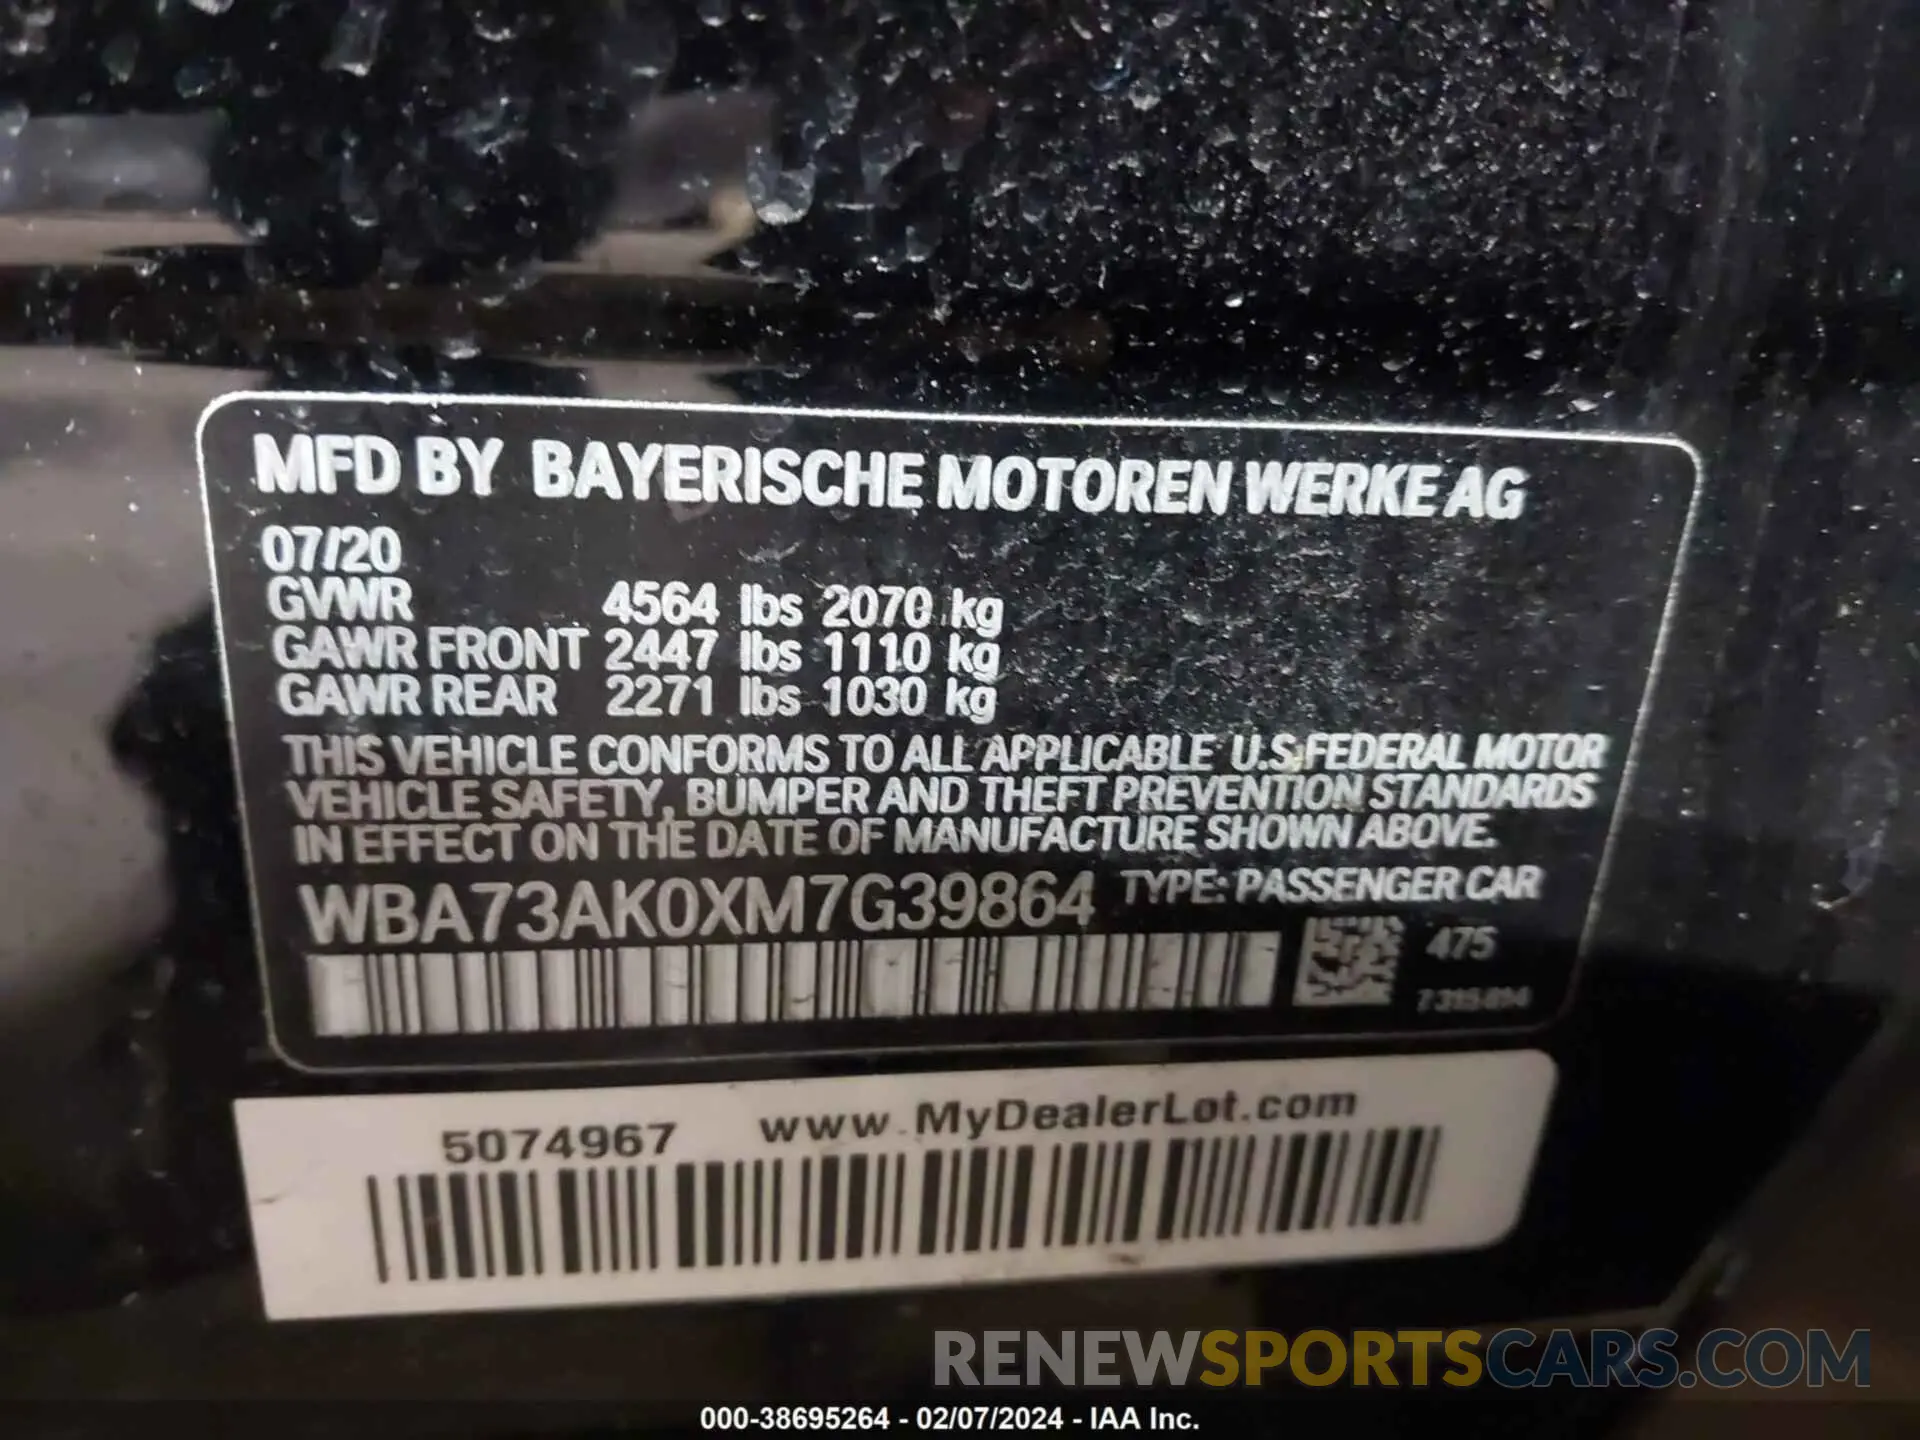 MFD BY BAYERISCHE MOTOREN WERKE AG
07/20
GVWR 4564 lbs 2070 kg
GAWR FRONT 2447 lbs 1110 kg
GAWR REAR 2271 lbs 1030 kg
THIS VEHICLE CONFORMS TO ALL APPLICABLE U.S.FEDERAL MOTOR
VEHICLE SAFETY, BUMPER AND THEFT PREVENTION STANDARDS
IN EFFECT ON THE DATE OF MANUFACTURE SHOWN ABOVE.
WBA73AK0XM7G39864 TYPE: PASSENGER CAR
475
5074967 www.MyDealerLot.com
RENEWSPORTSCARS.COM
000-38695264 - 02/07/2024 - IAA Inc.